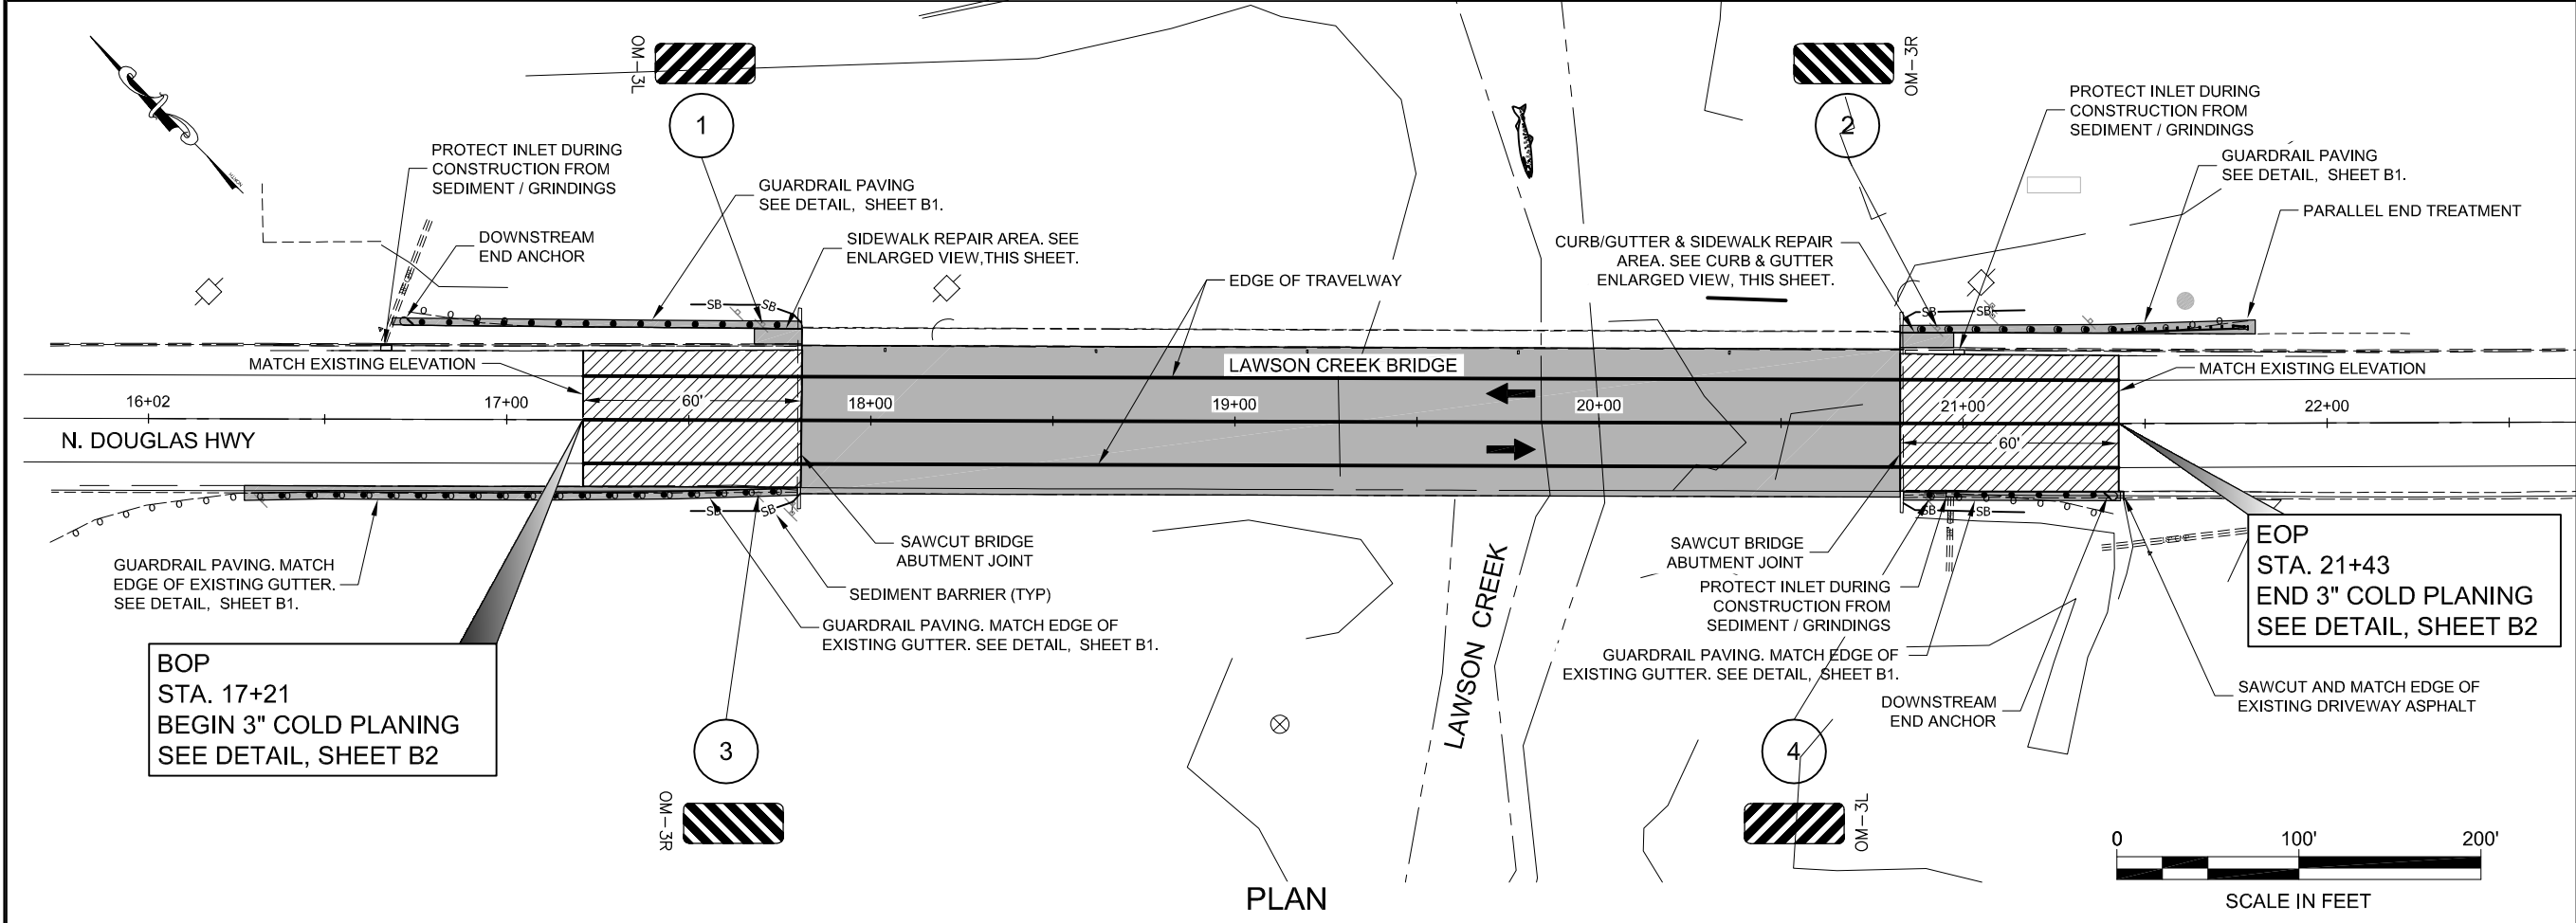 OM-3L
1
OM-3R
2
PROTECT INLET DURING
CONSTRUCTION FROM
SEDIMENT / GRINDINGS
GUARDRAIL PAVING
SEE DETAIL, SHEET B1.
DOWNSTREAM
END ANCHOR
SIDEWALK REPAIR AREA. SEE
ENLARGED VIEW,THIS SHEET.
EDGE OF TRAVELWAY
CURB/GUTTER & SIDEWALK REPAIR
AREA. SEE CURB & GUTTER
ENLARGED VIEW, THIS SHEET.
PROTECT INLET DURING
CONSTRUCTION FROM
SEDIMENT / GRINDINGS
GUARDRAIL PAVING
SEE DETAIL, SHEET B1.
PARALLEL END TREATMENT
SB
SB
SB
SB
MATCH EXISTING ELEVATION
LAWSON CREEK BRIDGE
MATCH EXISTING ELEVATION
16+02
17+00
60'
18+00
19+00
20+00
21+00
22+00
60'
N. DOUGLAS HWY
SB
SB
SB
SB
GUARDRAIL PAVING. MATCH
EDGE OF EXISTING GUTTER.
SEE DETAIL, SHEET B1.
SAWCUT BRIDGE
ABUTMENT JOINT
SEDIMENT BARRIER (TYP)
GUARDRAIL PAVING. MATCH EDGE OF
EXISTING GUTTER. SEE DETAIL, SHEET B1.
LAWSON CREEK
SAWCUT BRIDGE
ABUTMENT JOINT
PROTECT INLET DURING
CONSTRUCTION FROM
SEDIMENT / GRINDINGS
GUARDRAIL PAVING. MATCH EDGE OF
EXISTING GUTTER. SEE DETAIL, SHEET B1.
DOWNSTREAM
END ANCHOR
EOP
STA. 21+43
END 3" COLD PLANING
SEE DETAIL, SHEET B2
SAWCUT AND MATCH EDGE OF
EXISTING DRIVEWAY ASPHALT
BOP
STA. 17+21
BEGIN 3" COLD PLANING
SEE DETAIL, SHEET B2
3
OM-3R
4
OM-3L
0
100'
200'
SCALE IN FEET
PLAN